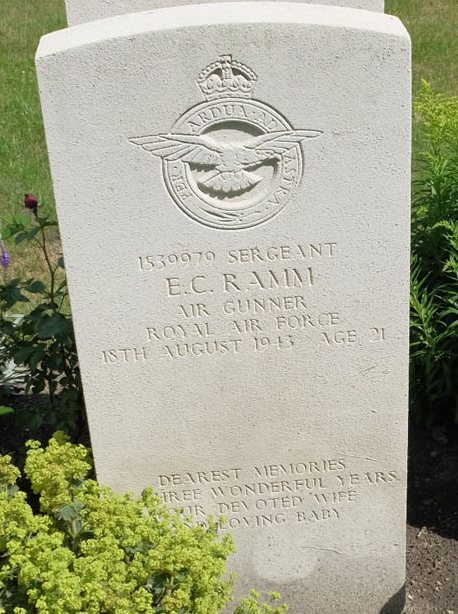 PER ARDUA AD ASTRA
1539979 SERGEANT
E.C. RAMM
AIR GUNNER
ROYAL AIR FORCE
18TH AUGUST 1943 AGE 21
DEAREST MEMORIES
WONDERFUL YEARS
DEVOTED WIFE
LOVING BABY